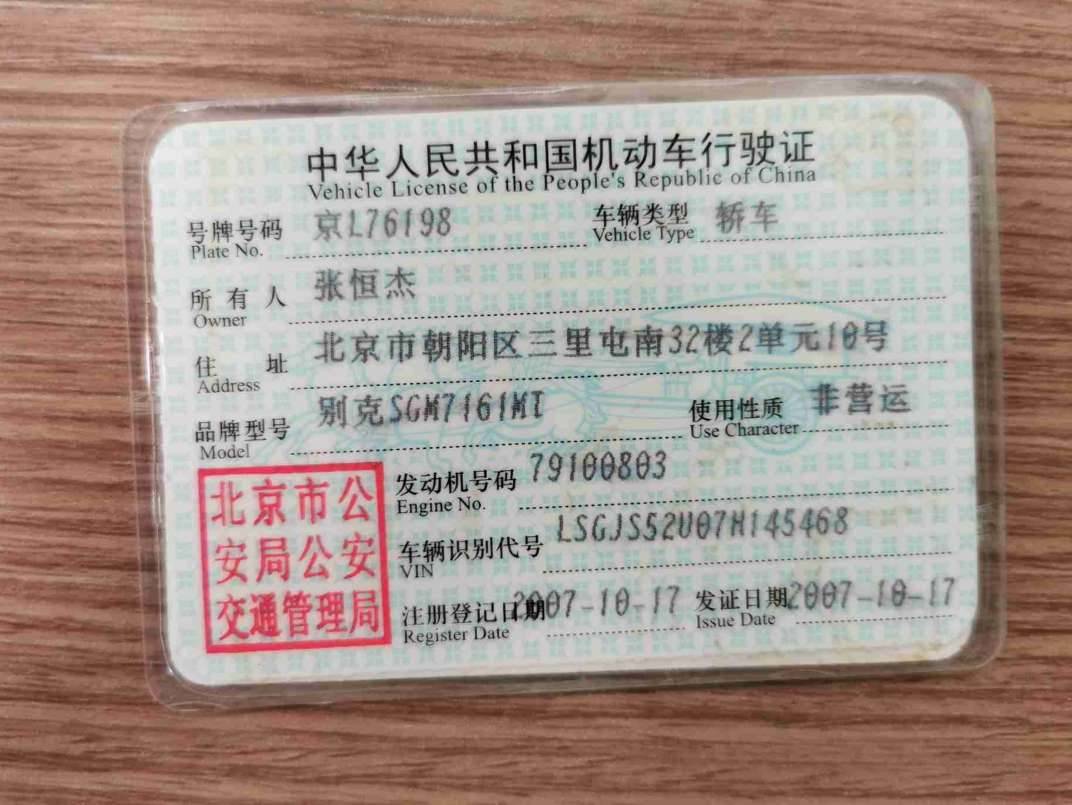 中华人民共和国机动车行驶证
Vehicle License of the People's Republic of China
号牌号码 京L76198 车辆类型 轿车
Plate No. Vehicle Type
所有人 张恒杰
Owner
住址 北京市朝阳区三里屯南32楼2单元10号
Address
品牌型号 别克SGM7161MT 使用性质 非营运
Model Use Character
北京市公
安局公安
交通管理局
发动机号码 79100803
Engine No.
车辆识别代号 LSGJS52U07H145468
VIN
注册登记日期 2007-10-17 发证日期 2007-10-17
Register Date Issue Date